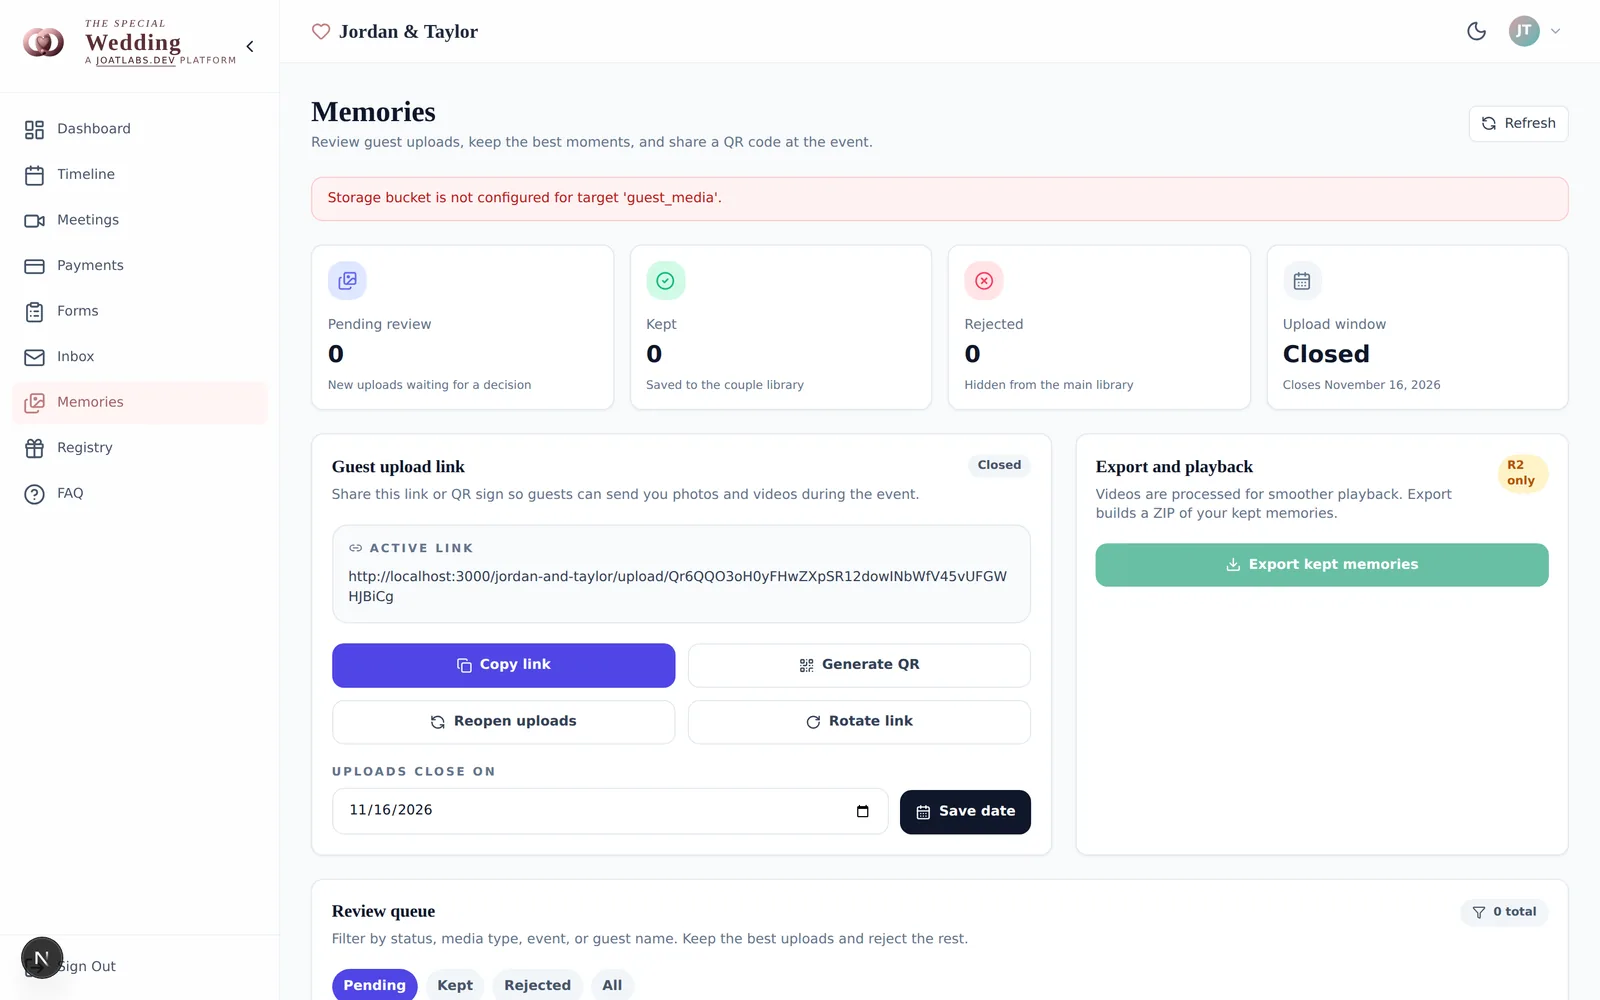 THE SPECIAL
Wedding
A JOATLABS.DEV PLATFORM
Dashboard
Timeline
Meetings
Payments
Forms
Inbox
Memories
Registry
FAQ
N
Sign Out
Jordan & Taylor
JT
Memories
Review guest uploads, keep the best moments, and share a QR code at the event.
Refresh
Storage bucket is not configured for target 'guest_media'.
Pending review
0
New uploads waiting for a decision
Kept
0
Saved to the couple library
Rejected
0
Hidden from the main library
Upload window
Closed
Closes November 16, 2026
Guest upload link
Closed
Share this link or QR sign so guests can send you photos and videos during the event.
ACTIVE LINK
http://localhost:3000/jordan-and-taylor/upload/Qr6QQO3oH0yFHwZXpSR12dowINbWfV45vUFGW
HJBiCg
Copy link
Generate QR
Reopen uploads
Rotate link
UPLOADS CLOSE ON
11/16/2026
Save date
Export and playback
R2
only
Videos are processed for smoother playback. Export
builds a ZIP of your kept memories.
Export kept memories
Review queue
0 total
Filter by status, media type, event, or guest name. Keep the best uploads and reject the rest.
Pending
Kept
Rejected
All